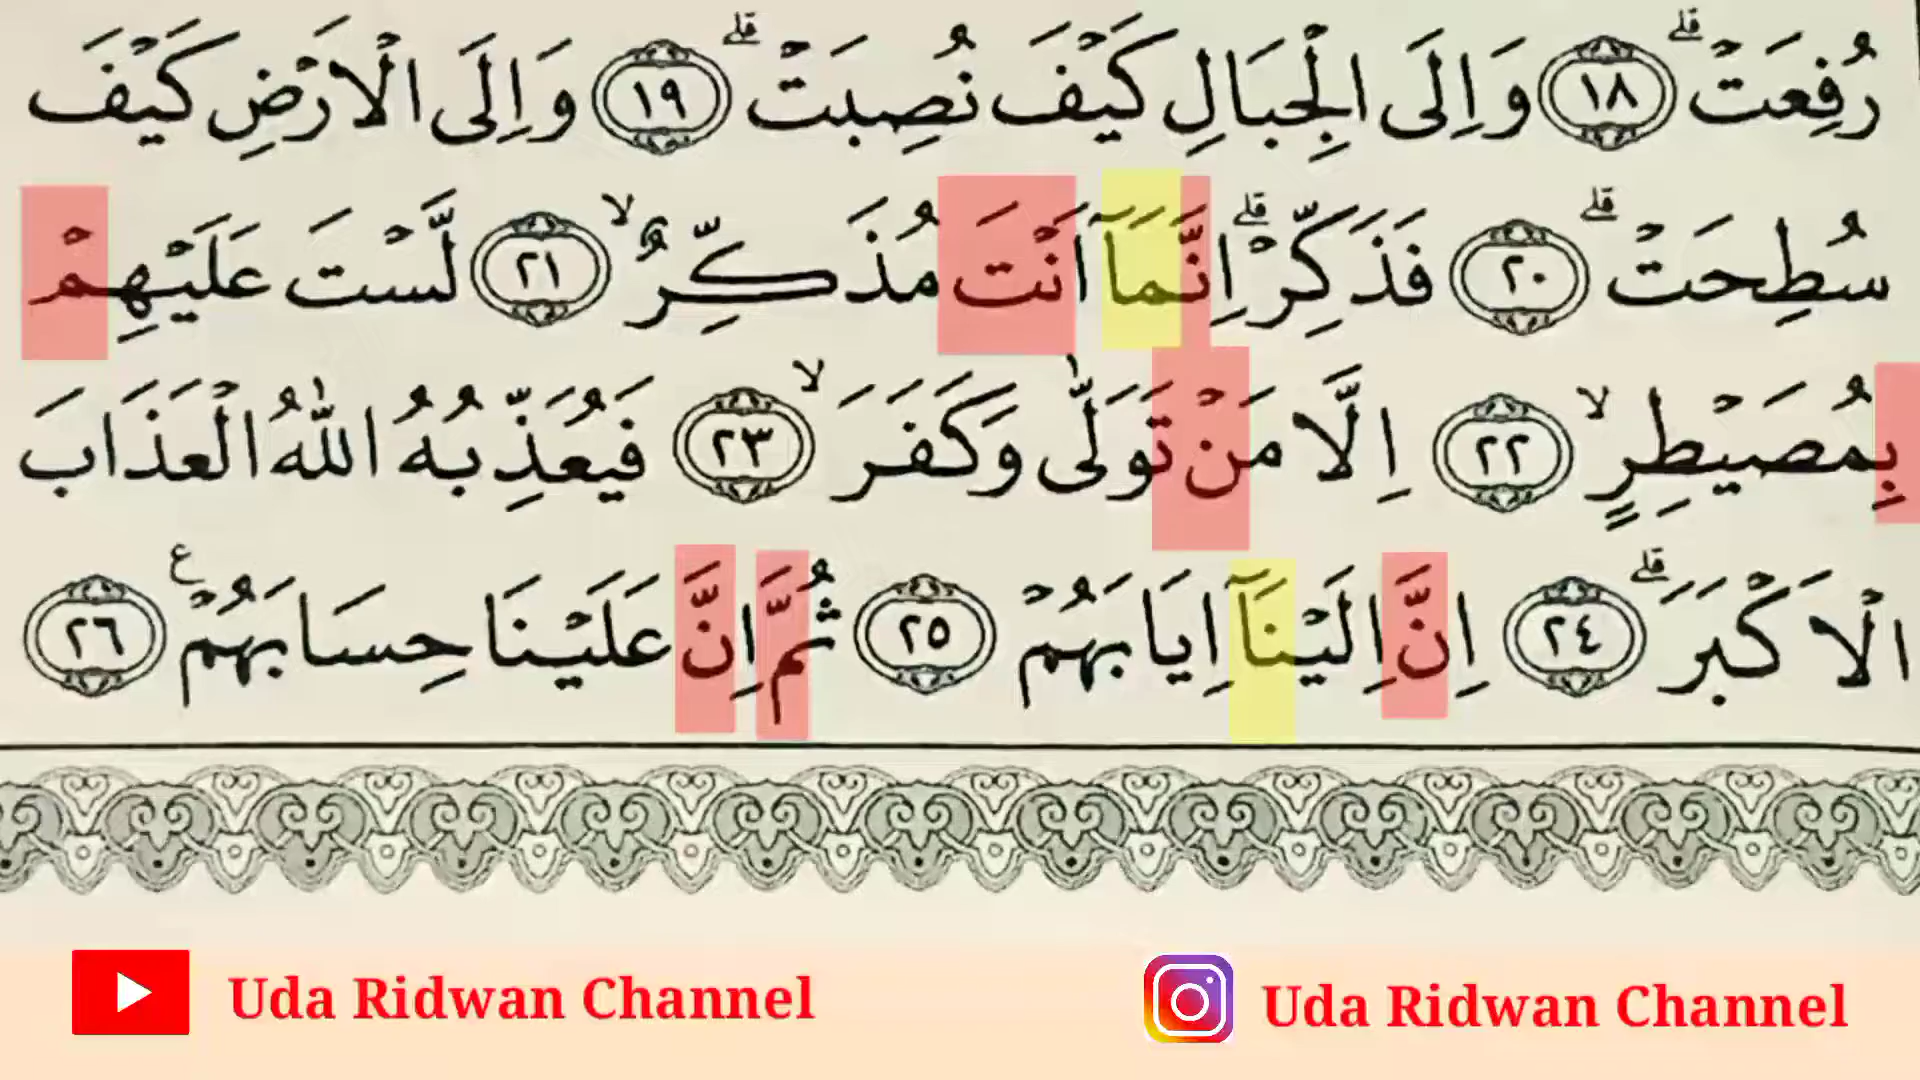 رُفِعَتْۗ ١٨ وَاِلَى الْجِبَالِ كَيْفَ نُصِبَتْۗ ١٩ وَاِلَى الْاَرْضِ كَيْفَ
سُطِحَتْۗ ٢٠ فَذَكِّرْۗ اِنَّمَآ اَنْتَ مُذَكِّرٌۙ ٢١ لَّسْتَ عَلَيْهِمْ
بِمُصَيْطِرٍۙ ٢٢ اِلَّا مَنْ تَوَلّٰى وَكَفَرَۙ ٢٣ فَيُعَذِّبُهُ اللّٰهُ الْعَذَابَ
الْاَكْبَرَۗ ٢٤ اِنَّ اِلَيْنَآ اِيَابَهُمْ ٢٥ ثُمَّ اِنَّ عَلَيْنَا حِسَابَهُمْ ࣖ ٢٦
Uda Ridwan Channel
Uda Ridwan Channel